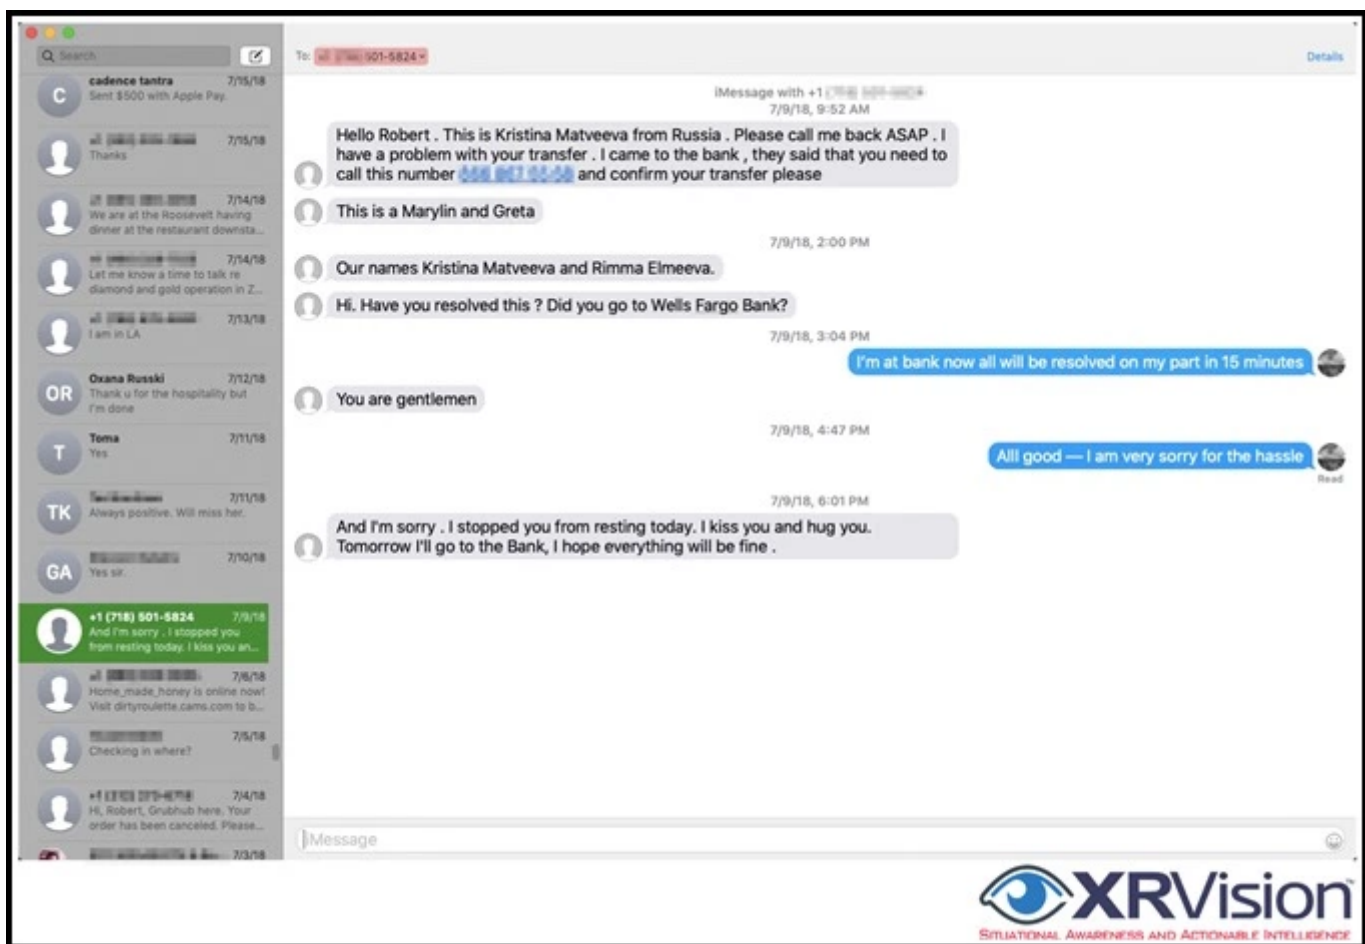 Search
cadence tantra 7/15/18
Sent $500 with Apple Pay.
7/15/18
Thanks
7/14/18
We are at the Roosevelt having
dinner at the restaurant downsta...
7/14/18
Let me know a time to talk re
diamond and gold operation in Z...
7/13/18
I am in LA
OR
Oxana Russki 7/12/18
Thank u for the hospitality but
I'm done
T
Toma 7/11/18
Yes
TK
7/11/18
Always positive. Will miss her.
GA
7/10/18
Yes sir.
+1 (718) 501-5824 7/9/18
And I'm sorry . I stopped you
from resting today. I kiss you an...
7/6/18
Home_made_honey is online now!
Visit dirtyroulette.cams.com to b...
7/5/18
Checking in where?
7/4/18
Hi, Robert, Grubhub here. Your
order has been canceled. Please...
7/3/18
To: 501-5824
Details
iMessage with +1
7/9/18, 9:52 AM
Hello Robert . This is Kristina Matveeva from Russia . Please call me back ASAP . I
have a problem with your transfer . I came to the bank , they said that you need to
call this number and confirm your transfer please
This is a Marylin and Greta
7/9/18, 2:00 PM
Our names Kristina Matveeva and Rimma Elmeeva.
Hi. Have you resolved this ? Did you go to Wells Fargo Bank?
7/9/18, 3:04 PM
I'm at bank now all will be resolved on my part in 15 minutes
You are gentlemen
7/9/18, 4:47 PM
Alll good — I am very sorry for the hassle
Read
7/9/18, 6:01 PM
And I'm sorry . I stopped you from resting today. I kiss you and hug you.
Tomorrow I'll go to the Bank, I hope everything will be fine .
iMessage
XRVision
SITUATIONAL AWARENESS AND ACTIONABLE INTELLIGENCE